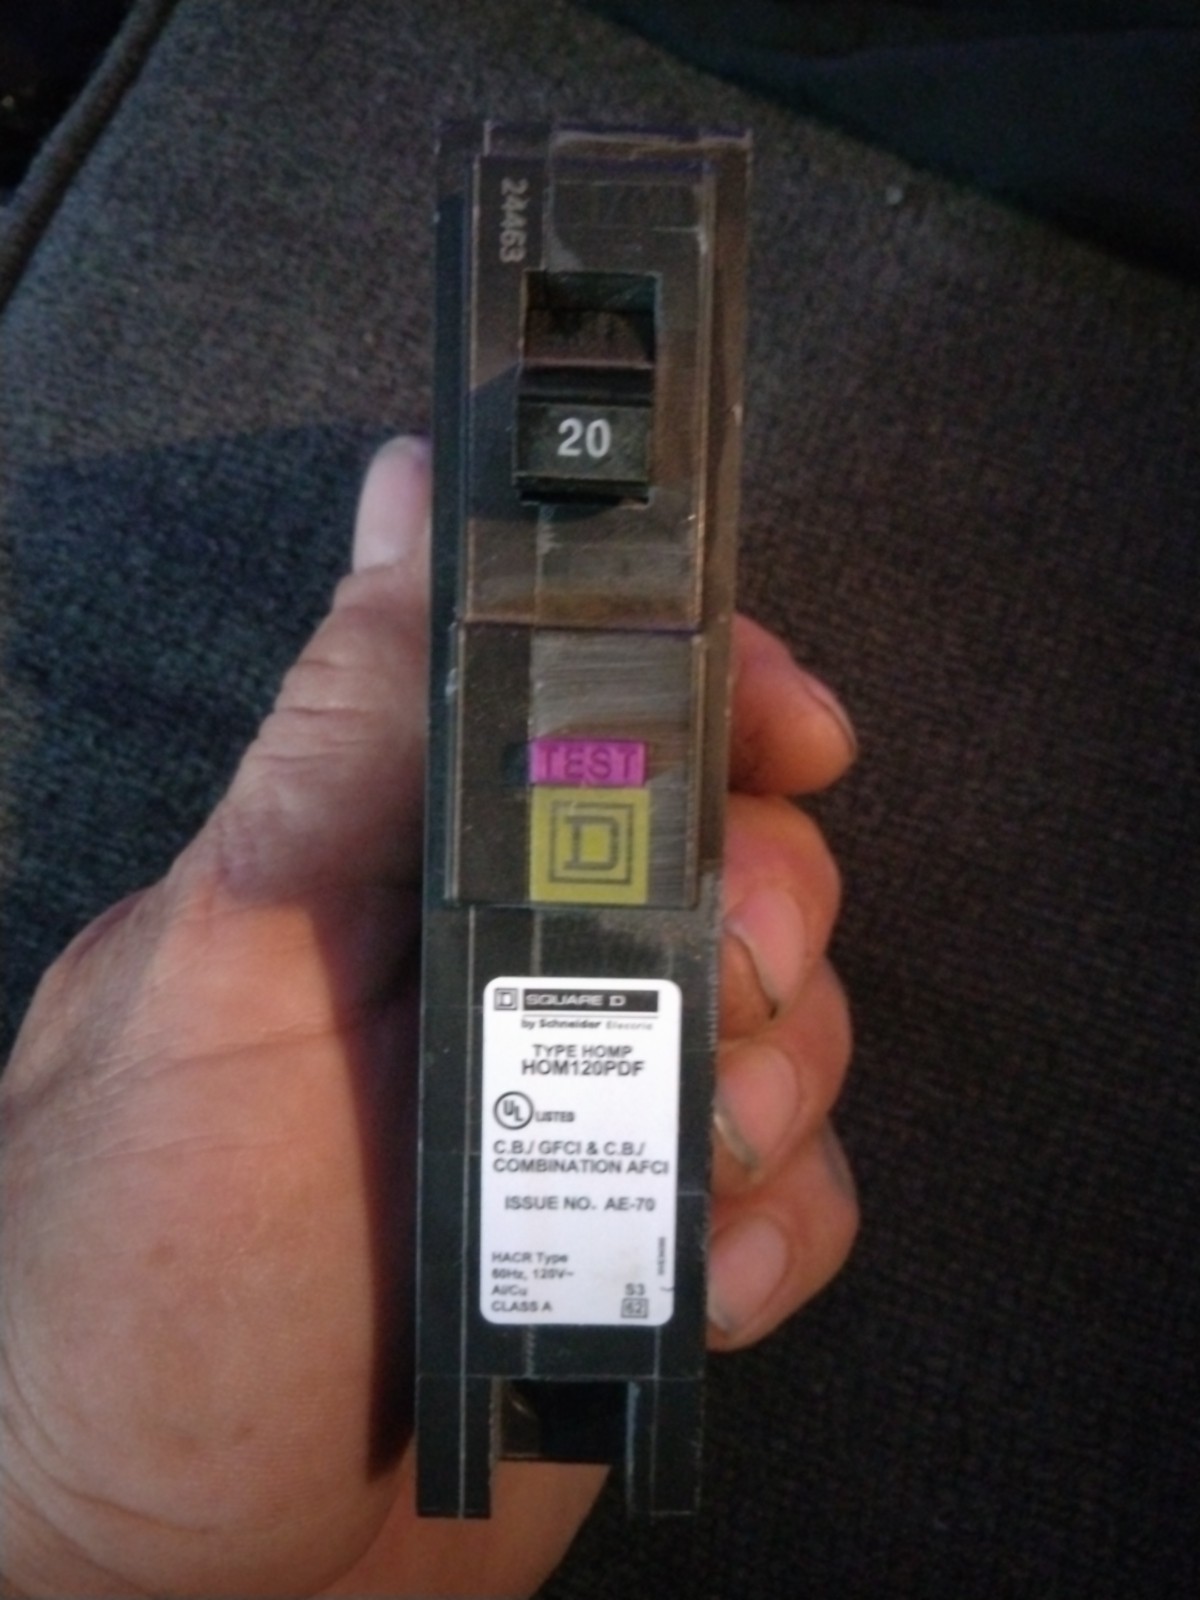 24463
20
TEST
D
D SQUARE D
by Schneider Electric
TYPE HOMP
HOM120PDF
UL LISTED
C.B./ GFCI & C.B./
COMBINATION AFCI
ISSUE NO. AE-70
HACR Type
60Hz, 120V~
Al/Cu S3
CLASS A 62